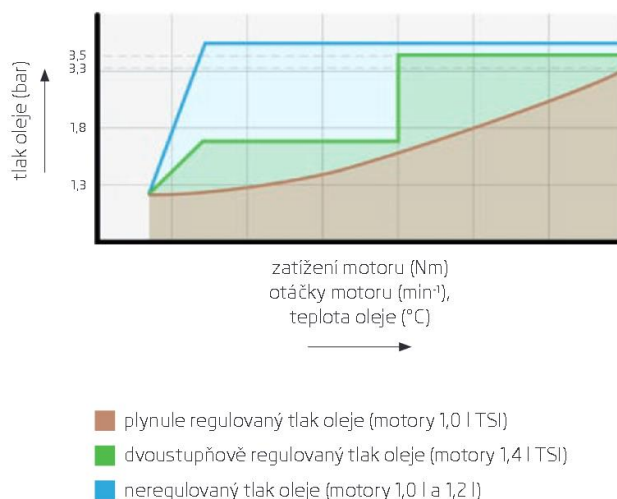 3,5
3,3
1,8
1,3
tlak oleje (bar)
zatížení motoru (Nm)
otáčky motoru (min⁻¹),
teplota oleje (°C)
plynule regulovaný tlak oleje (motory 1,0 l TSI)
dvoustupňově regulovaný tlak oleje (motory 1,4 l TSI)
neregulovaný tlak oleje (motory 1,0 l a 1,2 l)